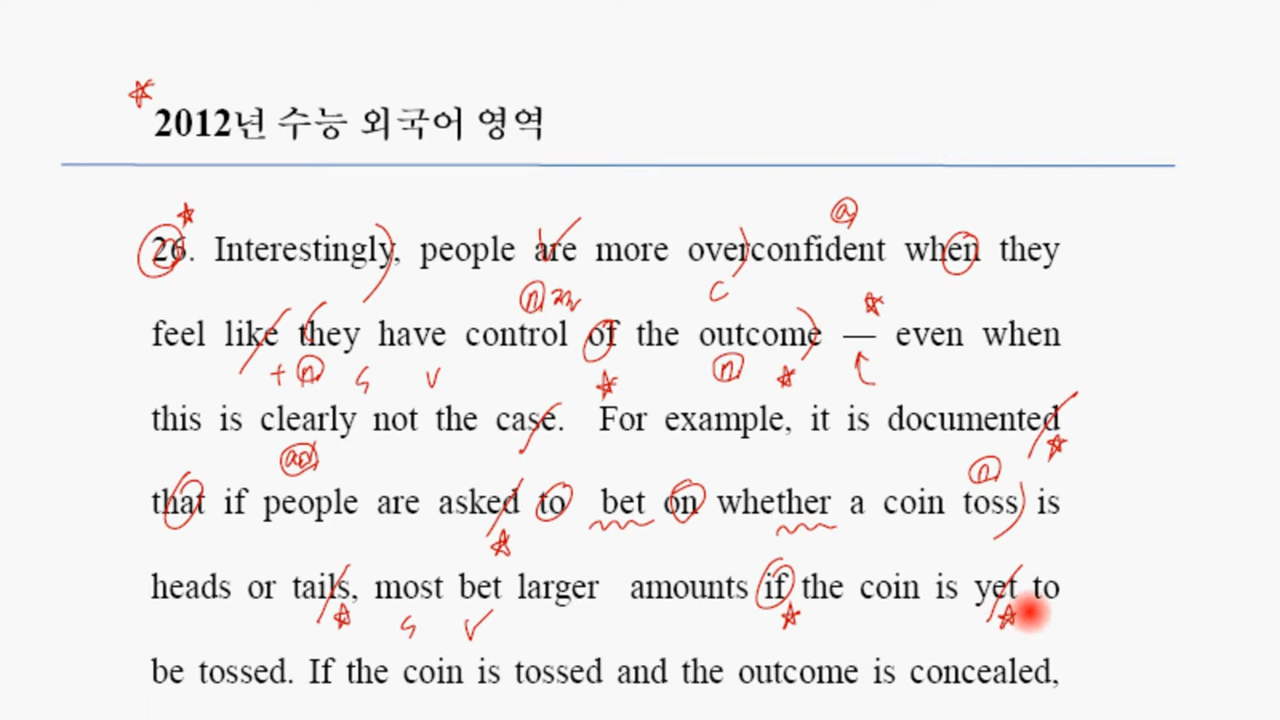 2012년 수능 외국어 영역
26. Interestingly, people are more overconfident when they
feel like they have control of the outcome — even when
this is clearly not the case. For example, it is documented
that if people are asked to bet on whether a coin toss is
heads or tails, most bet larger amounts if the coin is yet to
be tossed. If the coin is tossed and the outcome is concealed,